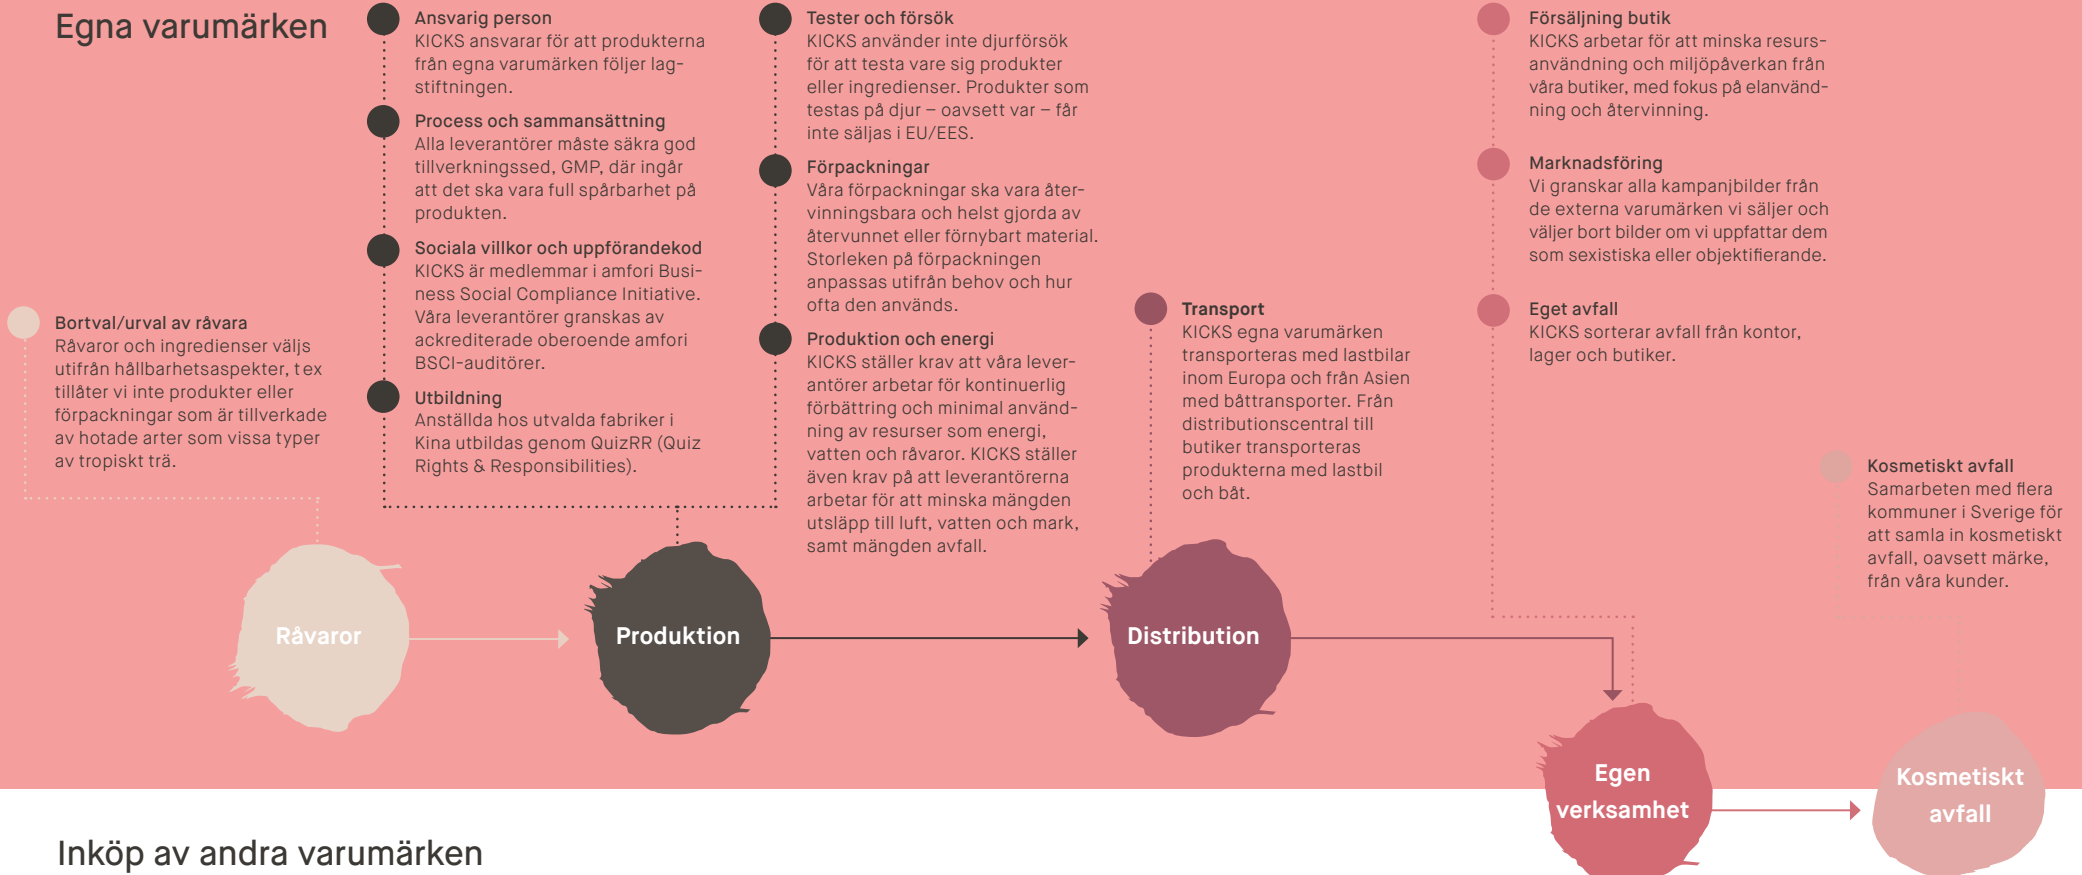 Egna varumärken
Bortval/urval av råvara
Råvaror och ingredienser väljs
utifrån hållbarhetsaspekter, t ex
tillåter vi inte produkter eller
förpackningar som är tillverkade
av hotade arter som vissa typer
av tropiskt trä.
Ansvarig person
KICKS ansvarar för att produkterna
från egna varumärken följer lag-
stiftningen.
Process och sammansättning
Alla leverantörer måste säkra god
tillverkningssed, GMP, där ingår
att det ska vara full spårbarhet på
produkten.
Sociala villkor och uppförandekod
KICKS är medlemmar i amfori Busi-
ness Social Compliance Initiative.
Våra leverantörer granskas av
ackrediterade oberoende amfori
BSCI-auditörer.
Utbildning
Anställda hos utvalda fabriker i
Kina utbildas genom QuizRR (Quiz
Rights & Responsibilities).
Tester och försök
KICKS använder inte djurförsök
för att testa vare sig produkter
eller ingredienser. Produkter som
testas på djur – oavsett var – får
inte säljas i EU/EES.
Förpackningar
Våra förpackningar ska vara åter-
vinningsbara och helst gjorda av
återvunnet eller förnybart material.
Storleken på förpackningen
anpassas utifrån behov och hur
ofta den används.
Produktion och energi
KICKS ställer krav att våra lever-
antörer arbetar för kontinuerlig
förbättring och minimal använd-
ning av resurser som energi,
vatten och råvaror. KICKS ställer
även krav på att leverantörerna
arbetar för att minska mängden
utsläpp till luft, vatten och mark,
samt mängden avfall.
Transport
KICKS egna varumärken
transporteras med lastbilar
inom Europa och från Asien
med båttransporter. Från
distributionscentral till
butiker transporteras
produkterna med lastbil
och båt.
Försäljning butik
KICKS arbetar för att minska resurs-
användning och miljöpåverkan från
våra butiker, med fokus på elanvänd-
ning och återvinning.
Marknadsföring
Vi granskar alla kampanjbilder från
de externa varumärken vi säljer och
väljer bort bilder om vi uppfattar dem
som sexistiska eller objektifierande.
Eget avfall
KICKS sorterar avfall från kontor,
lager och butiker.
Kosmetiskt avfall
Samarbeten med flera
kommuner i Sverige för
att samla in kosmetiskt
avfall, oavsett märke,
från våra kunder.
Råvaror
Produktion
Distribution
Egen
verksamhet
Kosmetiskt
avfall
Inköp av andra varumärken